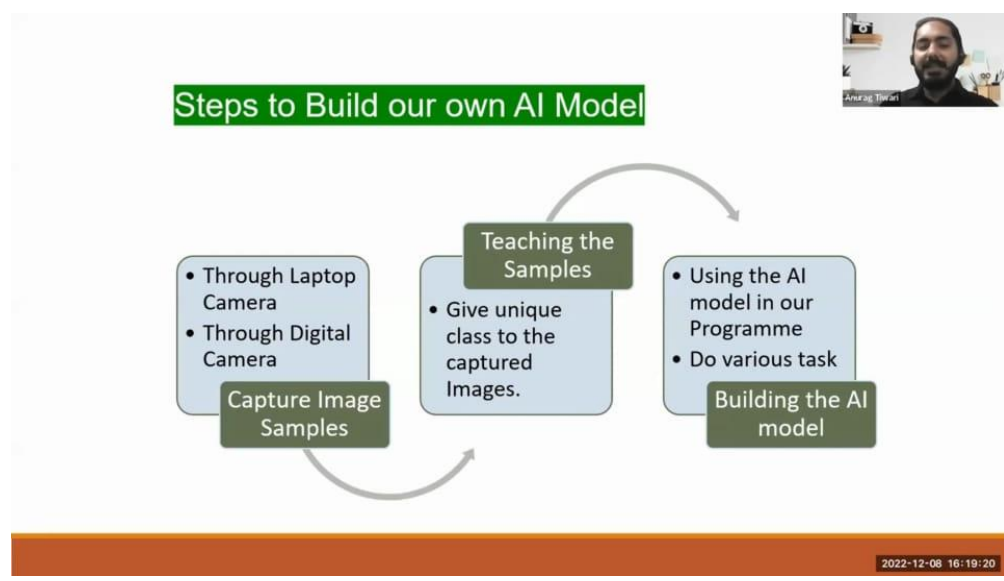 Anurag Tiwari
Steps to Build our own AI Model
• Through Laptop
Camera
• Through Digital
Camera
Capture Image
Samples
Teaching the
Samples
• Give unique
class to the
captured
Images.
• Using the AI
model in our
Programme
• Do various task
Building the AI
model
2022-12-08 16:19:20